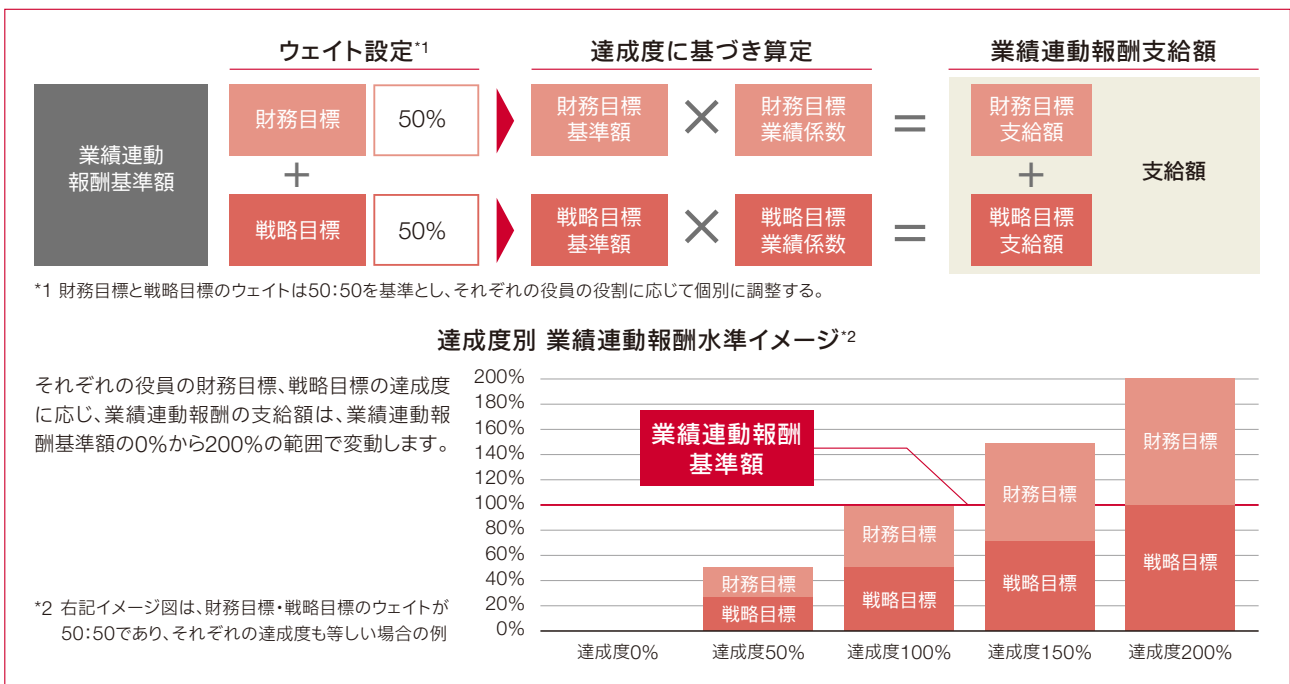 ウェイト設定*1
達成度に基づき算定
業績連動報酬支給額
業績連動
報酬基準額
財務目標
50%
財務目標
基準額
×
財務目標
業績係数
=
財務目標
支給額
+
+
支給額
戦略目標
50%
戦略目標
基準額
×
戦略目標
業績係数
=
戦略目標
支給額
*1 財務目標と戦略目標のウェイトは50:50を基準とし、それぞれの役員の役割に応じて個別に調整する。
達成度別 業績連動報酬水準イメージ*2
それぞれの役員の財務目標、戦略目標の達成度
に応じ、業績連動報酬の支給額は、業績連動報
酬基準額の0%から200%の範囲で変動します。
*2 右記イメージ図は、財務目標・戦略目標のウェイトが
50:50であり、それぞれの達成度も等しい場合の例
200%
180%
160%
140%
120%
100%
80%
60%
40%
20%
0%
業績連動報酬
基準額
財務目標
戦略目標
財務目標
戦略目標
財務目標
戦略目標
財務目標
戦略目標
達成度0%
達成度50%
達成度100%
達成度150%
達成度200%